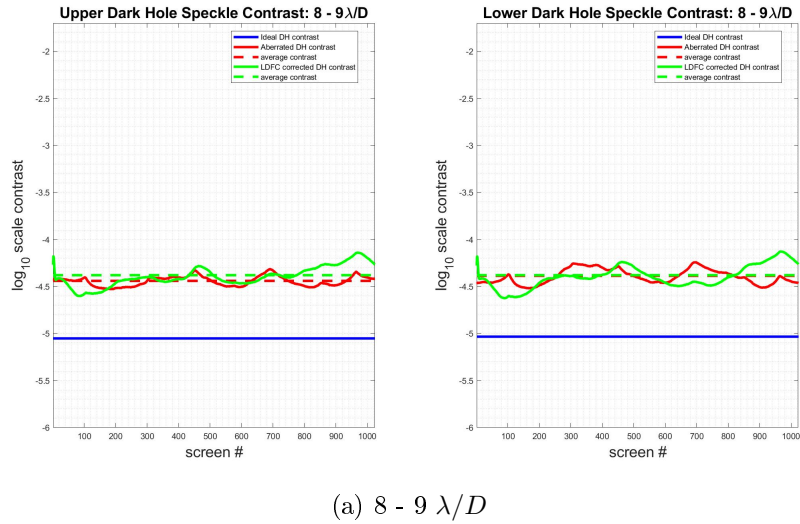 Upper Dark Hole Speckle Contrast: 8 - 9λ/D
Ideal DH contrast
Aberrated DH contrast
average contrast
LDFC corrected DH contrast
average contrast
-2
-2.5
-3
-3.5
-4
-4.5
-5
-5.5
-6
log10 scale contrast
100 200 300 400 500 600 700 800 900 1000
screen #
Lower Dark Hole Speckle Contrast: 8 - 9λ/D
Ideal DH contrast
Aberrated DH contrast
average contrast
LDFC corrected DH contrast
average contrast
-2
-2.5
-3
-3.5
-4
-4.5
-5
-5.5
-6
log10 scale contrast
100 200 300 400 500 600 700 800 900 1000
screen #
(a) 8 - 9 λ/D